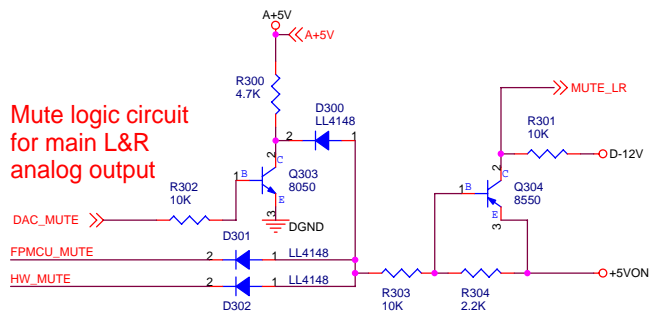 A+5V
A+5V
R300
4.7K
D300
LL4148
2
1
MUTE_LR
R301
10K
D-12V
Mute logic circuit
for main L&R
analog output
2
C
1
B
Q303
8050
E
3
DGND
R302
10K
DAC_MUTE
2
C
1
B
Q304
8550
E
3
D301
FPMCU_MUTE
2
1
LL4148
HW_MUTE
2
1
LL4148
D302
R303
10K
R304
2.2K
+5VON